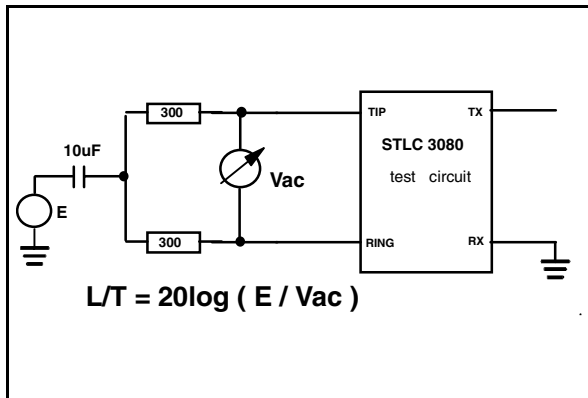 300
TIP
TX
10uF
STLC 3080
test circuit
Vac
E
300
RING
RX
L/T = 20log ( E / Vac )